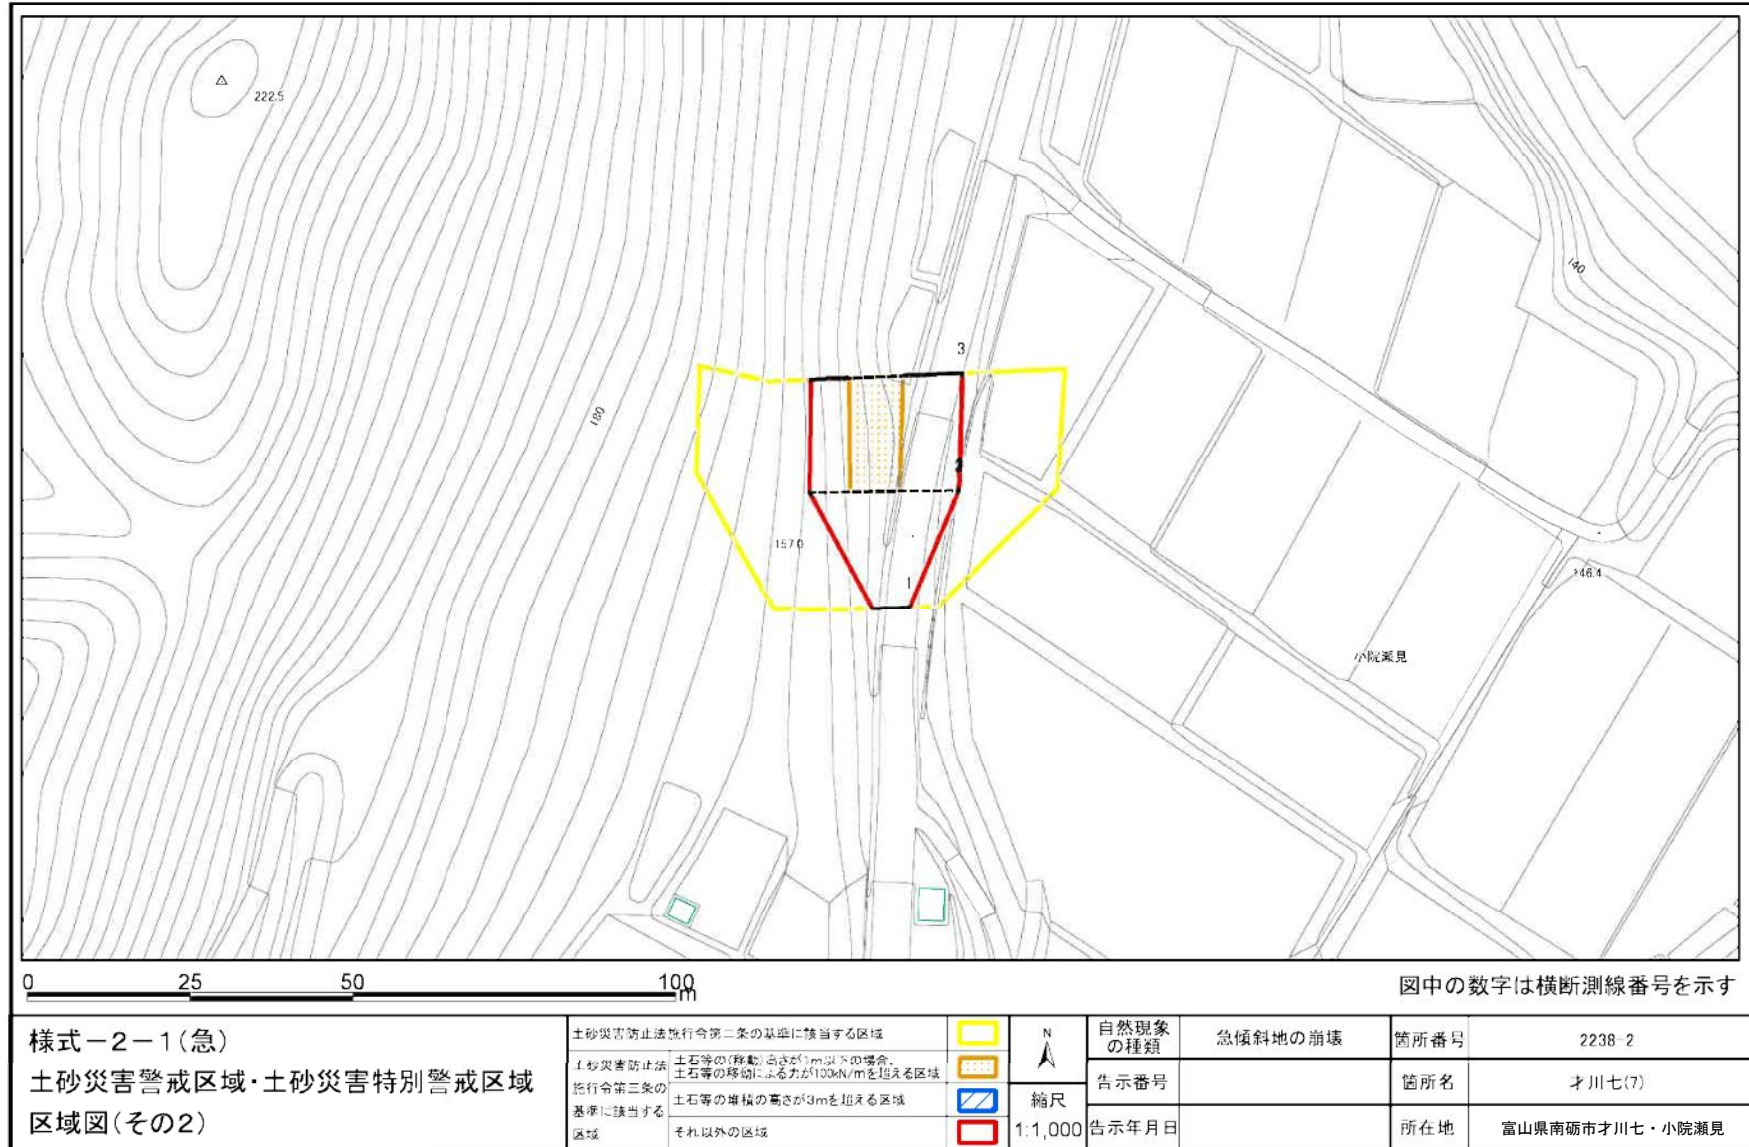 222.5
180
140
3
2
157.0
1
146.4
小院瀬見
0 25 50 100
m
図中の数字は横断測線番号を示す
様式－2－1(急)
土砂災害警戒区域・土砂災害特別警戒区域
区域図(その2)
土砂災害防止法施行令第二条の基準に該当する区域
土砂災害防止法
施行令第三条の
基準に該当する
区域
土石等の(移動)高さが1m以下の場合、
土石等の移動による力が100kN/mを超える区域
土石等の堆積の高さが3mを超える区域
それ以外の区域
N
縮尺
1:1,000
自然現象
の種類
急傾斜地の崩壊
箇所番号
2238-2
告示番号
箇所名
才川七(7)
告示年月日
所在地
富山県南砺市才川七・小院瀬見